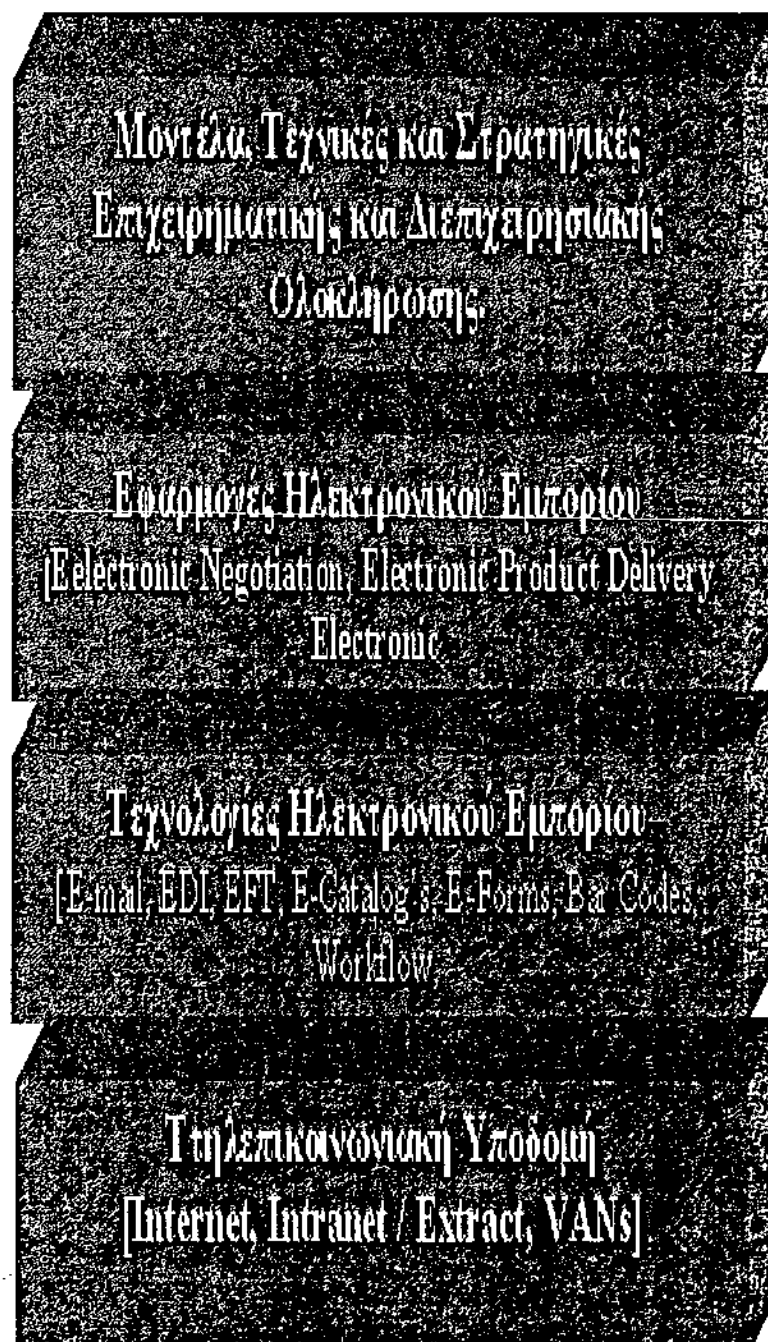 Μοντέλα, Τεχνικές και Στρατηγικές
Επιχειρηματικής και Διεπιχειρησιακής
Ολοκλήρωσης.
Εφαρμογές Ηλεκτρονικού Εμπορίου
[Eelectronic Negotiation, Electronic Product Delivery
Electronic
Τεχνολογίες Ηλεκτρονικού Εμπορίου
[E-mal, EDI, EFT, E-Catalog s, E-Forms, Bar Codes,
Workflow,
Ττηλεπικοινωνιακή Υποδομή
[Internet, Intranet / Extract, VANs]